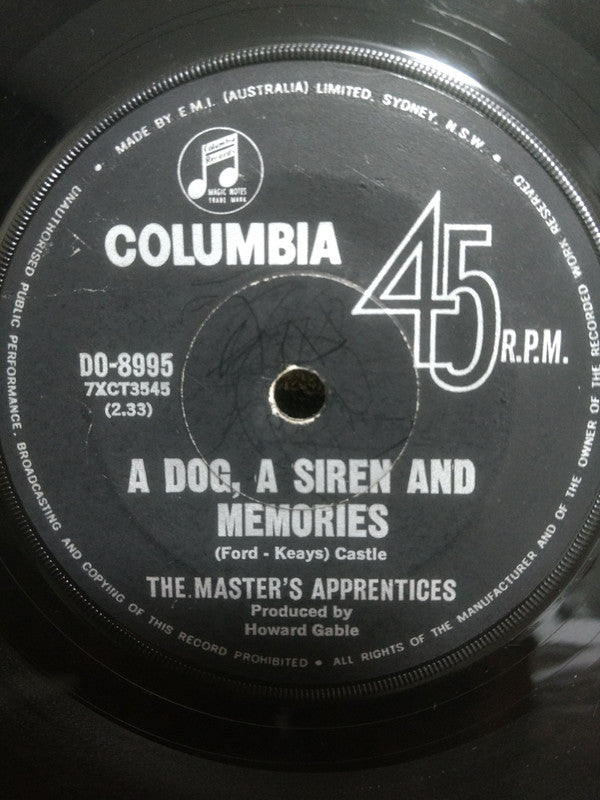 MADE BY E.M.I. (AUSTRALIA) LIMITED. SYDNEY, N.S.W. •
Columbia
Records
MAGIC NOTES
TRADE MARK
COLUMBIA
45
R.P.M.
DO-8995
7XCT3545
(2.33)
A DOG, A SIREN AND
MEMORIES
(Ford - Keays) Castle
THE MASTER'S APPRENTICES
Produced by
Howard Gable
UNAUTHORISED PUBLIC PERFORMANCE, BROADCASTING AND COPYING OF THIS RECORD PROHIBITED • ALL RIGHTS OF THE MANUFACTURER AND OF THE OWNER OF THE RECORDED WORK RESERVED